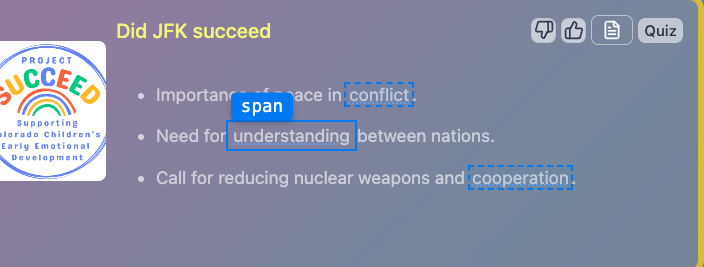 Did JFK succeed
Quiz
PROJECT
SUCCEED
Supporting
Colorado Children's
Early Emotional
Development
Importance of peace in conflict.
span
Need for understanding between nations.
Call for reducing nuclear weapons and cooperation.